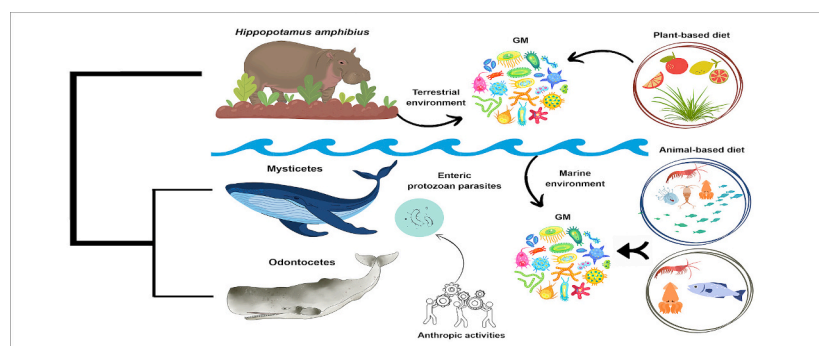 Hippopotamus amphibius
GM
Plant-based diet
Terrestrial
environment
Animal-based diet
Mysticetes
Enteric
protozoan parasites
Marine
environment
GM
Odontocetes
Anthropic activities